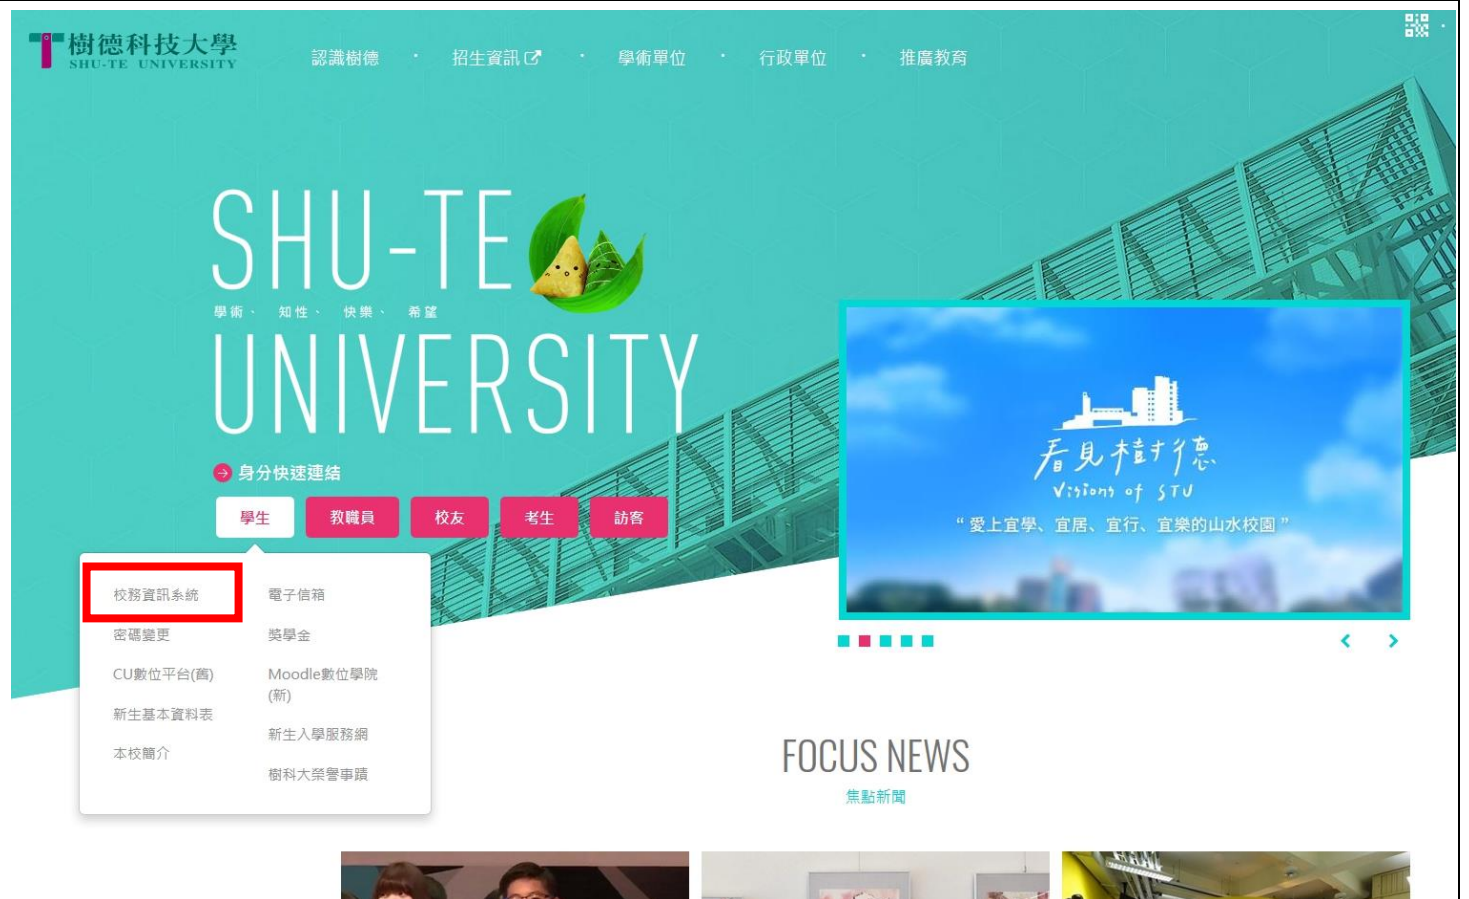 樹德科技大學
SHU-TE UNIVERSITY
認識樹德 · 招生資訊 · 學術單位 · 行政單位 · 推廣教育
SHU-TE
學術、 知性、 快樂、 希望
UNIVERSITY
看見樹德
Visions of STU
“ 愛上宜學、宜居、宜行、宜樂的山水校園 ”
身分快速連結
學生 教職員 校友 考生 訪客
校務資訊系統
密碼變更
CU數位平台(舊)
新生基本資料表
本校簡介
電子信箱
獎學金
Moodle數位學院
(新)
新生入學服務網
樹科大榮譽事蹟
FOCUS NEWS
焦點新聞